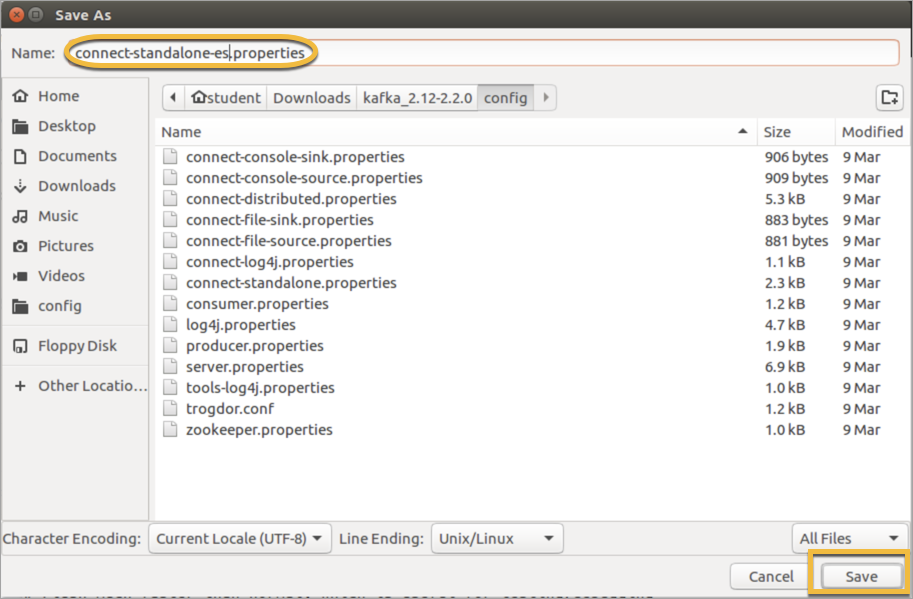 Save As
Name: connect-standalone-es.properties
student Downloads kafka_2.12-2.2.0 config
Name Size Modified
Home
Desktop
Documents
Downloads
Music
Pictures
Videos
config
Floppy Disk
Other Locatio...
connect-console-sink.properties 906 bytes 9 Mar
connect-console-source.properties 909 bytes 9 Mar
connect-distributed.properties 5.3 kB 9 Mar
connect-file-sink.properties 883 bytes 9 Mar
connect-file-source.properties 881 bytes 9 Mar
connect-log4j.properties 1.1 kB 9 Mar
connect-standalone.properties 2.3 kB 9 Mar
consumer.properties 1.2 kB 9 Mar
log4j.properties 4.7 kB 9 Mar
producer.properties 1.9 kB 9 Mar
server.properties 6.9 kB 9 Mar
tools-log4j.properties 1.0 kB 9 Mar
trogdor.conf 1.2 kB 9 Mar
zookeeper.properties 1.0 kB 9 Mar
Character Encoding: Current Locale (UTF-8) Line Ending: Unix/Linux All Files
Cancel Save